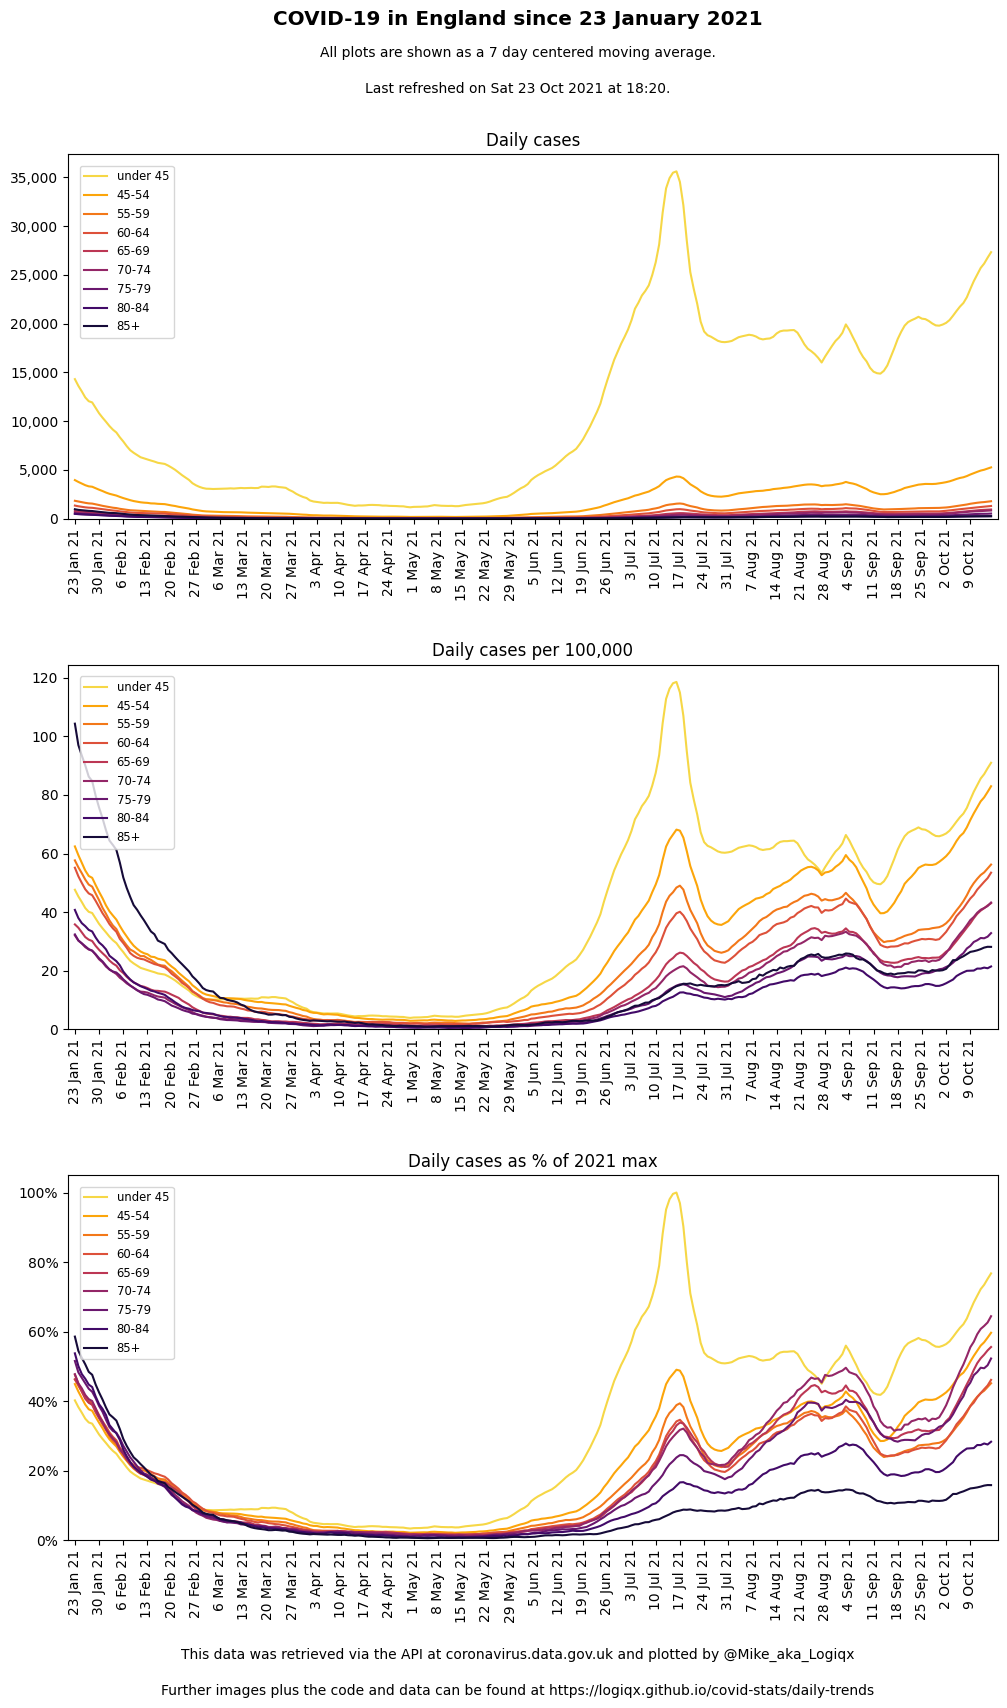 COVID-19 in England since 23 January 2021
All plots are shown as a 7 day centered moving average.
Last refreshed on Sat 23 Oct 2021 at 18:20.
Daily cases
35,000
30,000
25,000
20,000
15,000
10,000
5,000
0
under 45
45-54
55-59
60-64
65-69
70-74
75-79
80-84
85+
23 Jan 21
30 Jan 21
6 Feb 21
13 Feb 21
20 Feb 21
27 Feb 21
6 Mar 21
13 Mar 21
20 Mar 21
27 Mar 21
3 Apr 21
10 Apr 21
17 Apr 21
24 Apr 21
1 May 21
8 May 21
15 May 21
22 May 21
29 May 21
5 Jun 21
12 Jun 21
19 Jun 21
26 Jun 21
3 Jul 21
10 Jul 21
17 Jul 21
24 Jul 21
31 Jul 21
7 Aug 21
14 Aug 21
21 Aug 21
28 Aug 21
4 Sep 21
11 Sep 21
18 Sep 21
25 Sep 21
2 Oct 21
9 Oct 21
Daily cases per 100,000
120
100
80
60
40
20
0
under 45
45-54
55-59
60-64
65-69
70-74
75-79
80-84
85+
23 Jan 21
30 Jan 21
6 Feb 21
13 Feb 21
20 Feb 21
27 Feb 21
6 Mar 21
13 Mar 21
20 Mar 21
27 Mar 21
3 Apr 21
10 Apr 21
17 Apr 21
24 Apr 21
1 May 21
8 May 21
15 May 21
22 May 21
29 May 21
5 Jun 21
12 Jun 21
19 Jun 21
26 Jun 21
3 Jul 21
10 Jul 21
17 Jul 21
24 Jul 21
31 Jul 21
7 Aug 21
14 Aug 21
21 Aug 21
28 Aug 21
4 Sep 21
11 Sep 21
18 Sep 21
25 Sep 21
2 Oct 21
9 Oct 21
Daily cases as % of 2021 max
100%
80%
60%
40%
20%
0%
under 45
45-54
55-59
60-64
65-69
70-74
75-79
80-84
85+
23 Jan 21
30 Jan 21
6 Feb 21
13 Feb 21
20 Feb 21
27 Feb 21
6 Mar 21
13 Mar 21
20 Mar 21
27 Mar 21
3 Apr 21
10 Apr 21
17 Apr 21
24 Apr 21
1 May 21
8 May 21
15 May 21
22 May 21
29 May 21
5 Jun 21
12 Jun 21
19 Jun 21
26 Jun 21
3 Jul 21
10 Jul 21
17 Jul 21
24 Jul 21
31 Jul 21
7 Aug 21
14 Aug 21
21 Aug 21
28 Aug 21
4 Sep 21
11 Sep 21
18 Sep 21
25 Sep 21
2 Oct 21
9 Oct 21
This data was retrieved via the API at coronavirus.data.gov.uk and plotted by @Mike_aka_Logiqx
Further images plus the code and data can be found at https://logiqx.github.io/covid-stats/daily-trends